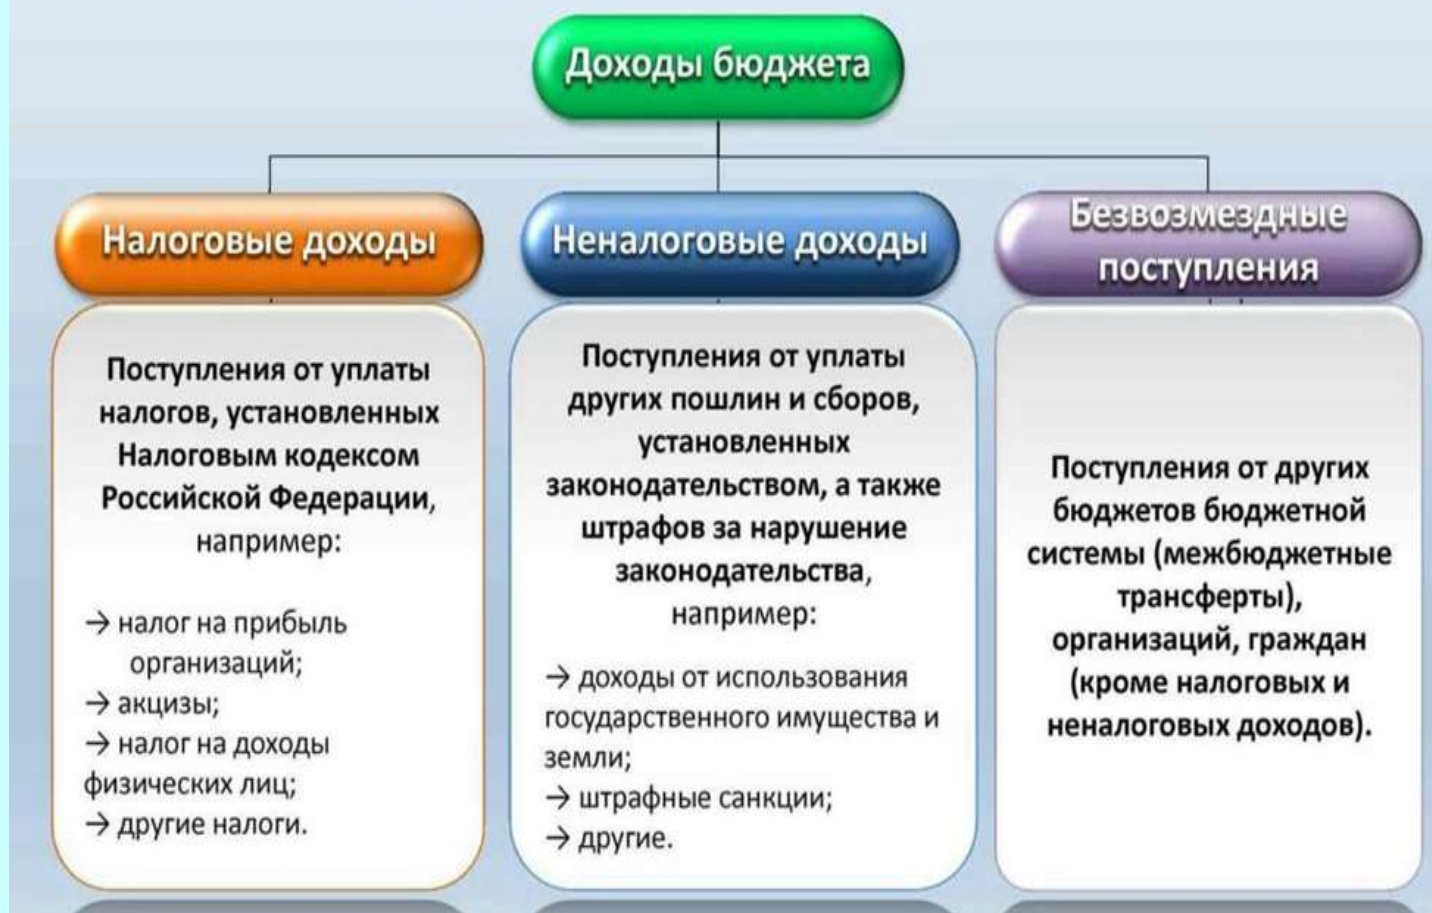 Доходы бюджета
Налоговые доходы
Поступления от уплаты
налогов, установленных
Налоговым кодексом
Российской Федерации,
например:
→ налог на прибыль
организаций;
→ акцизы;
→ налог на доходы
физических лиц;
→ другие налоги.
Неналоговые доходы
Поступления от уплаты
других пошлин и сборов,
установленных
законодательством, а также
штрафов за нарушение
законодательства,
например:
→ доходы от использования
государственного имущества и
земли;
→ штрафные санкции;
→ другие.
Безвозмездные
поступления
Поступления от других
бюджетов бюджетной
системы (межбюджетные
трансферты),
организаций, граждан
(кроме налоговых и
неналоговых доходов).